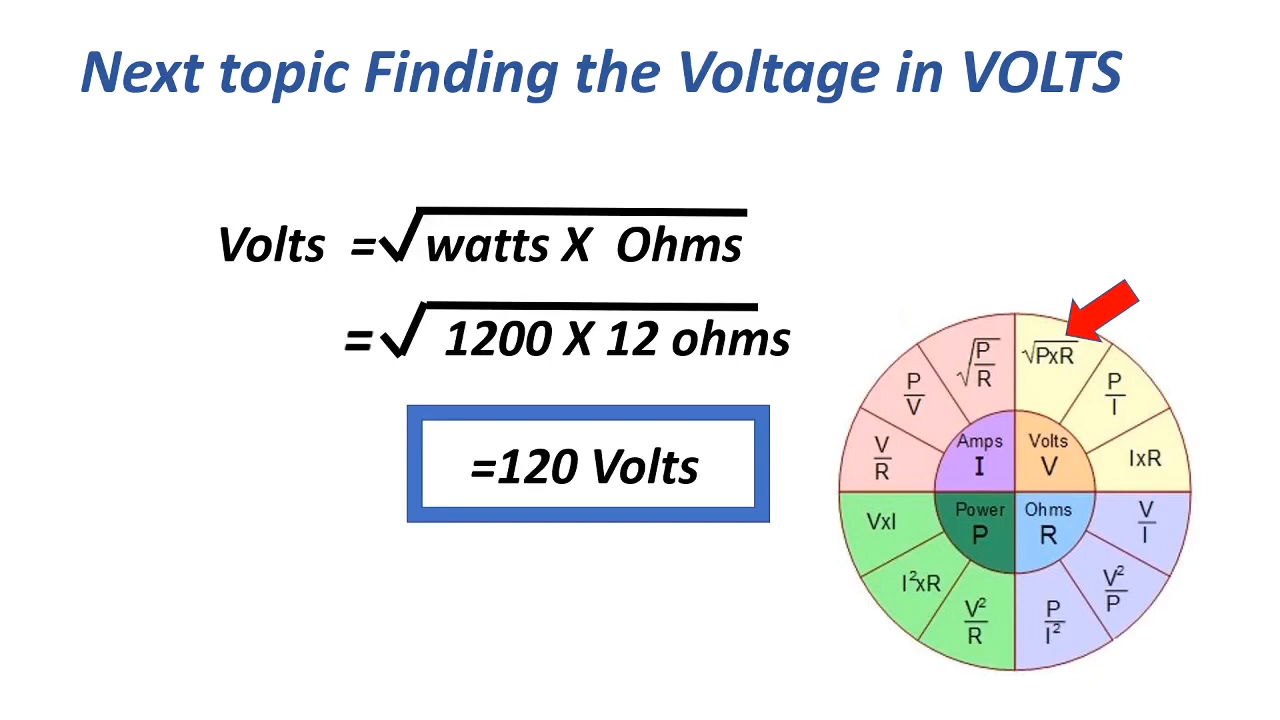 Next topic Finding the Voltage in VOLTS
Volts = √watts X Ohms
= √ 1200 X 12 ohms
=120 Volts
√P/R
√PxR
P/V
P/I
V/R
IxR
Amps
I
Volts
V
Power
P
Ohms
R
VxI
V/I
I²xR
V²/P
V²/R
P/I²